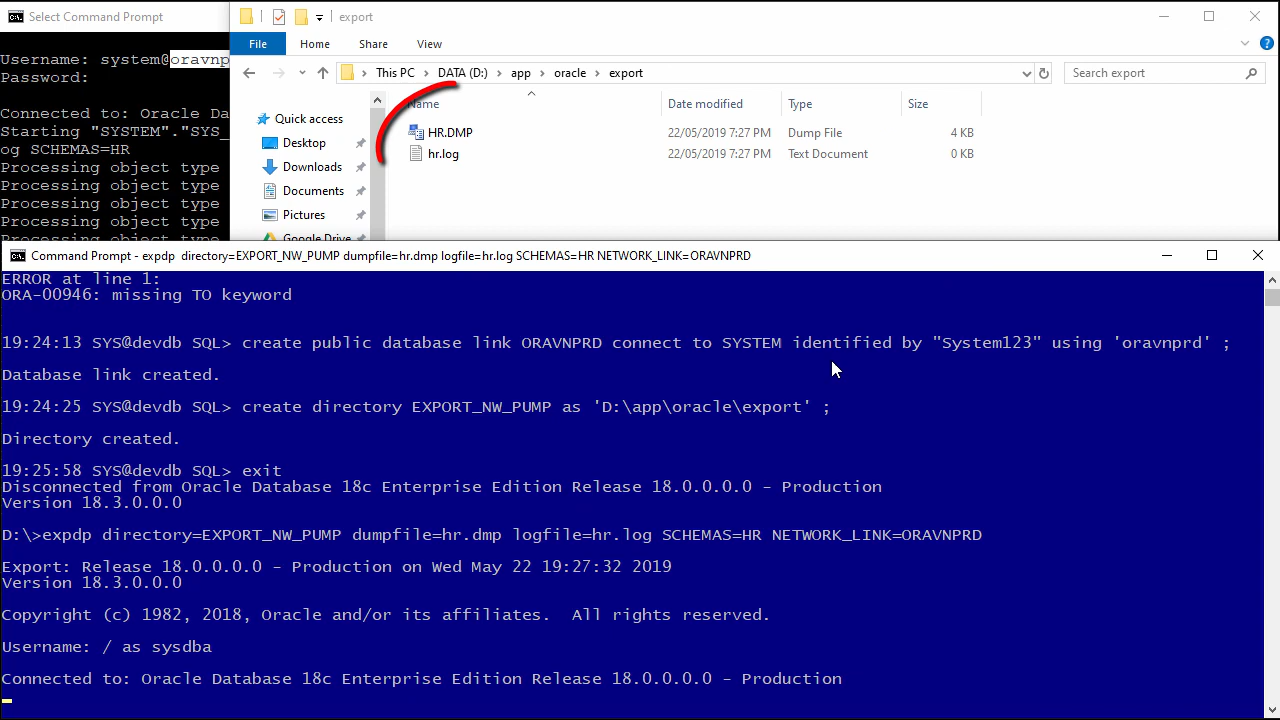 Select Command Prompt
Username: system@oravnp
Password:
Connected to: Oracle Da
Starting "SYSTEM"."SYS_
og SCHEMAS=HR
Processing object type
Processing object type
Processing object type
Processing object type
Processing object type
export
File Home Share View
This PC > DATA (D:) > app > oracle > export
Search export
Name Date modified Type Size
Quick access
Desktop
Downloads
Documents
Pictures
Google Drive
HR.DMP 22/05/2019 7:27 PM Dump File 4 KB
hr.log 22/05/2019 7:27 PM Text Document 0 KB
Command Prompt - expdp directory=EXPORT_NW_PUMP dumpfile=hr.dmp logfile=hr.log SCHEMAS=HR NETWORK_LINK=ORAVNPRD
ERROR at line 1:
ORA-00946: missing TO keyword
19:24:13 SYS@devdb SQL> create public database link ORAVNPRD connect to SYSTEM identified by "System123" using 'oravnprd' ;
Database link created.
19:24:25 SYS@devdb SQL> create directory EXPORT_NW_PUMP as 'D:\app\oracle\export' ;
Directory created.
19:25:58 SYS@devdb SQL> exit
Disconnected from Oracle Database 18c Enterprise Edition Release 18.0.0.0.0 - Production
Version 18.3.0.0.0
D:\>expdp directory=EXPORT_NW_PUMP dumpfile=hr.dmp logfile=hr.log SCHEMAS=HR NETWORK_LINK=ORAVNPRD
Export: Release 18.0.0.0.0 - Production on Wed May 22 19:27:32 2019
Version 18.3.0.0.0
Copyright (c) 1982, 2018, Oracle and/or its affiliates.  All rights reserved.
Username: / as sysdba
Connected to: Oracle Database 18c Enterprise Edition Release 18.0.0.0.0 - Production